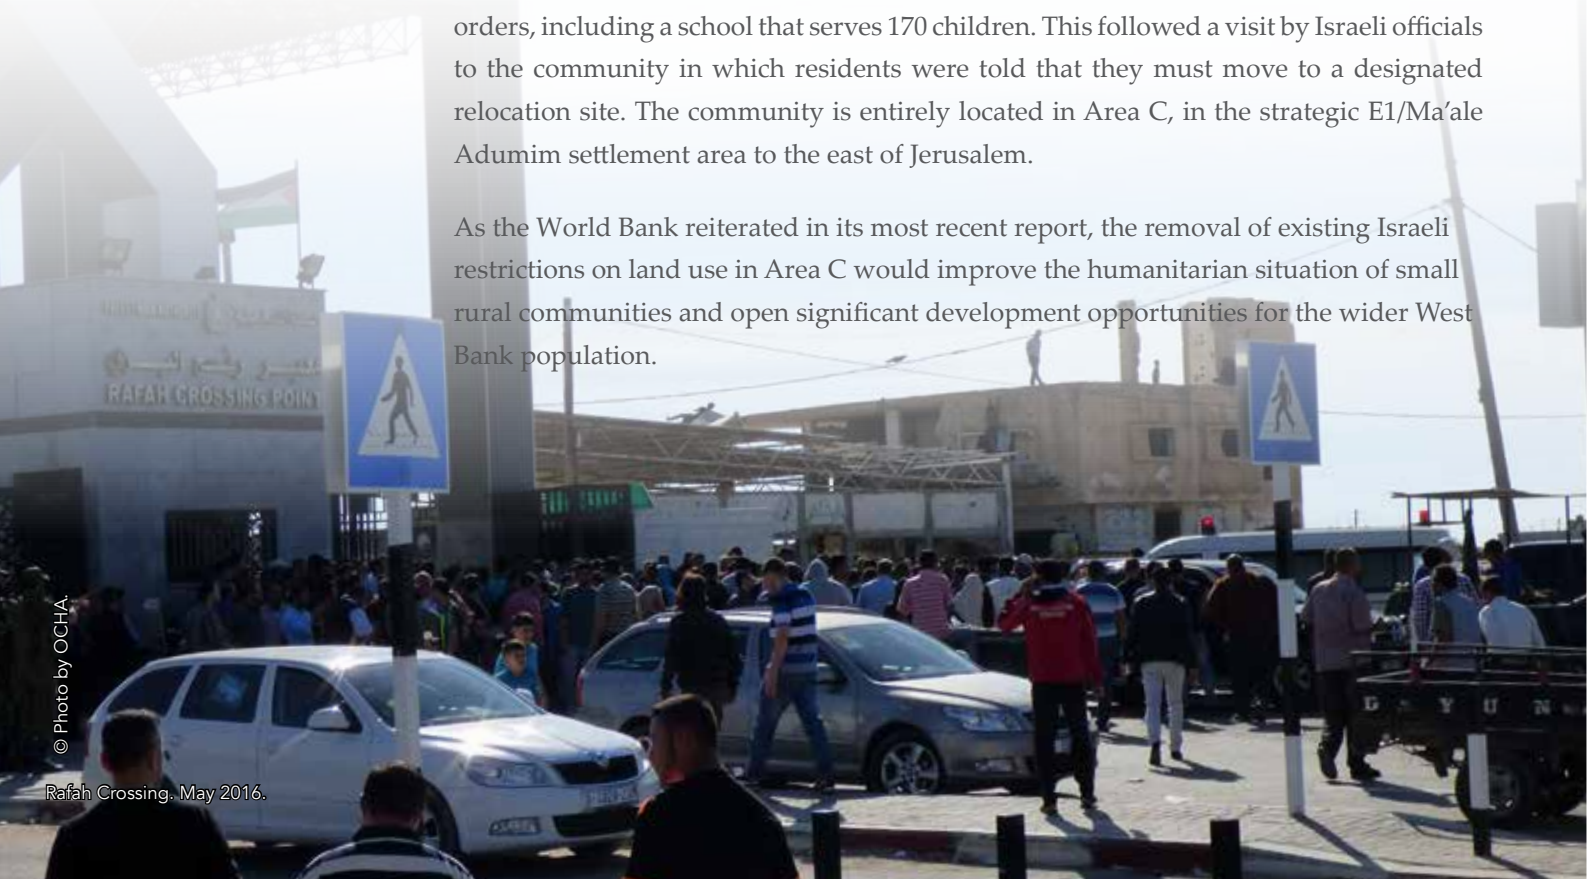 orders, including a school that serves 170 children. This followed a visit by Israeli officials
to the community in which residents were told that they must move to a designated
relocation site. The community is entirely located in Area C, in the strategic E1/Ma'ale
Adumim settlement area to the east of Jerusalem.
As the World Bank reiterated in its most recent report, the removal of existing Israeli
restrictions on land use in Area C would improve the humanitarian situation of small
rural communities and open significant development opportunities for the wider West
Bank population.
معبر رفح البري
RAFAH CROSSING POINT
© Photo by OCHA.
Rafah Crossing. May 2016.